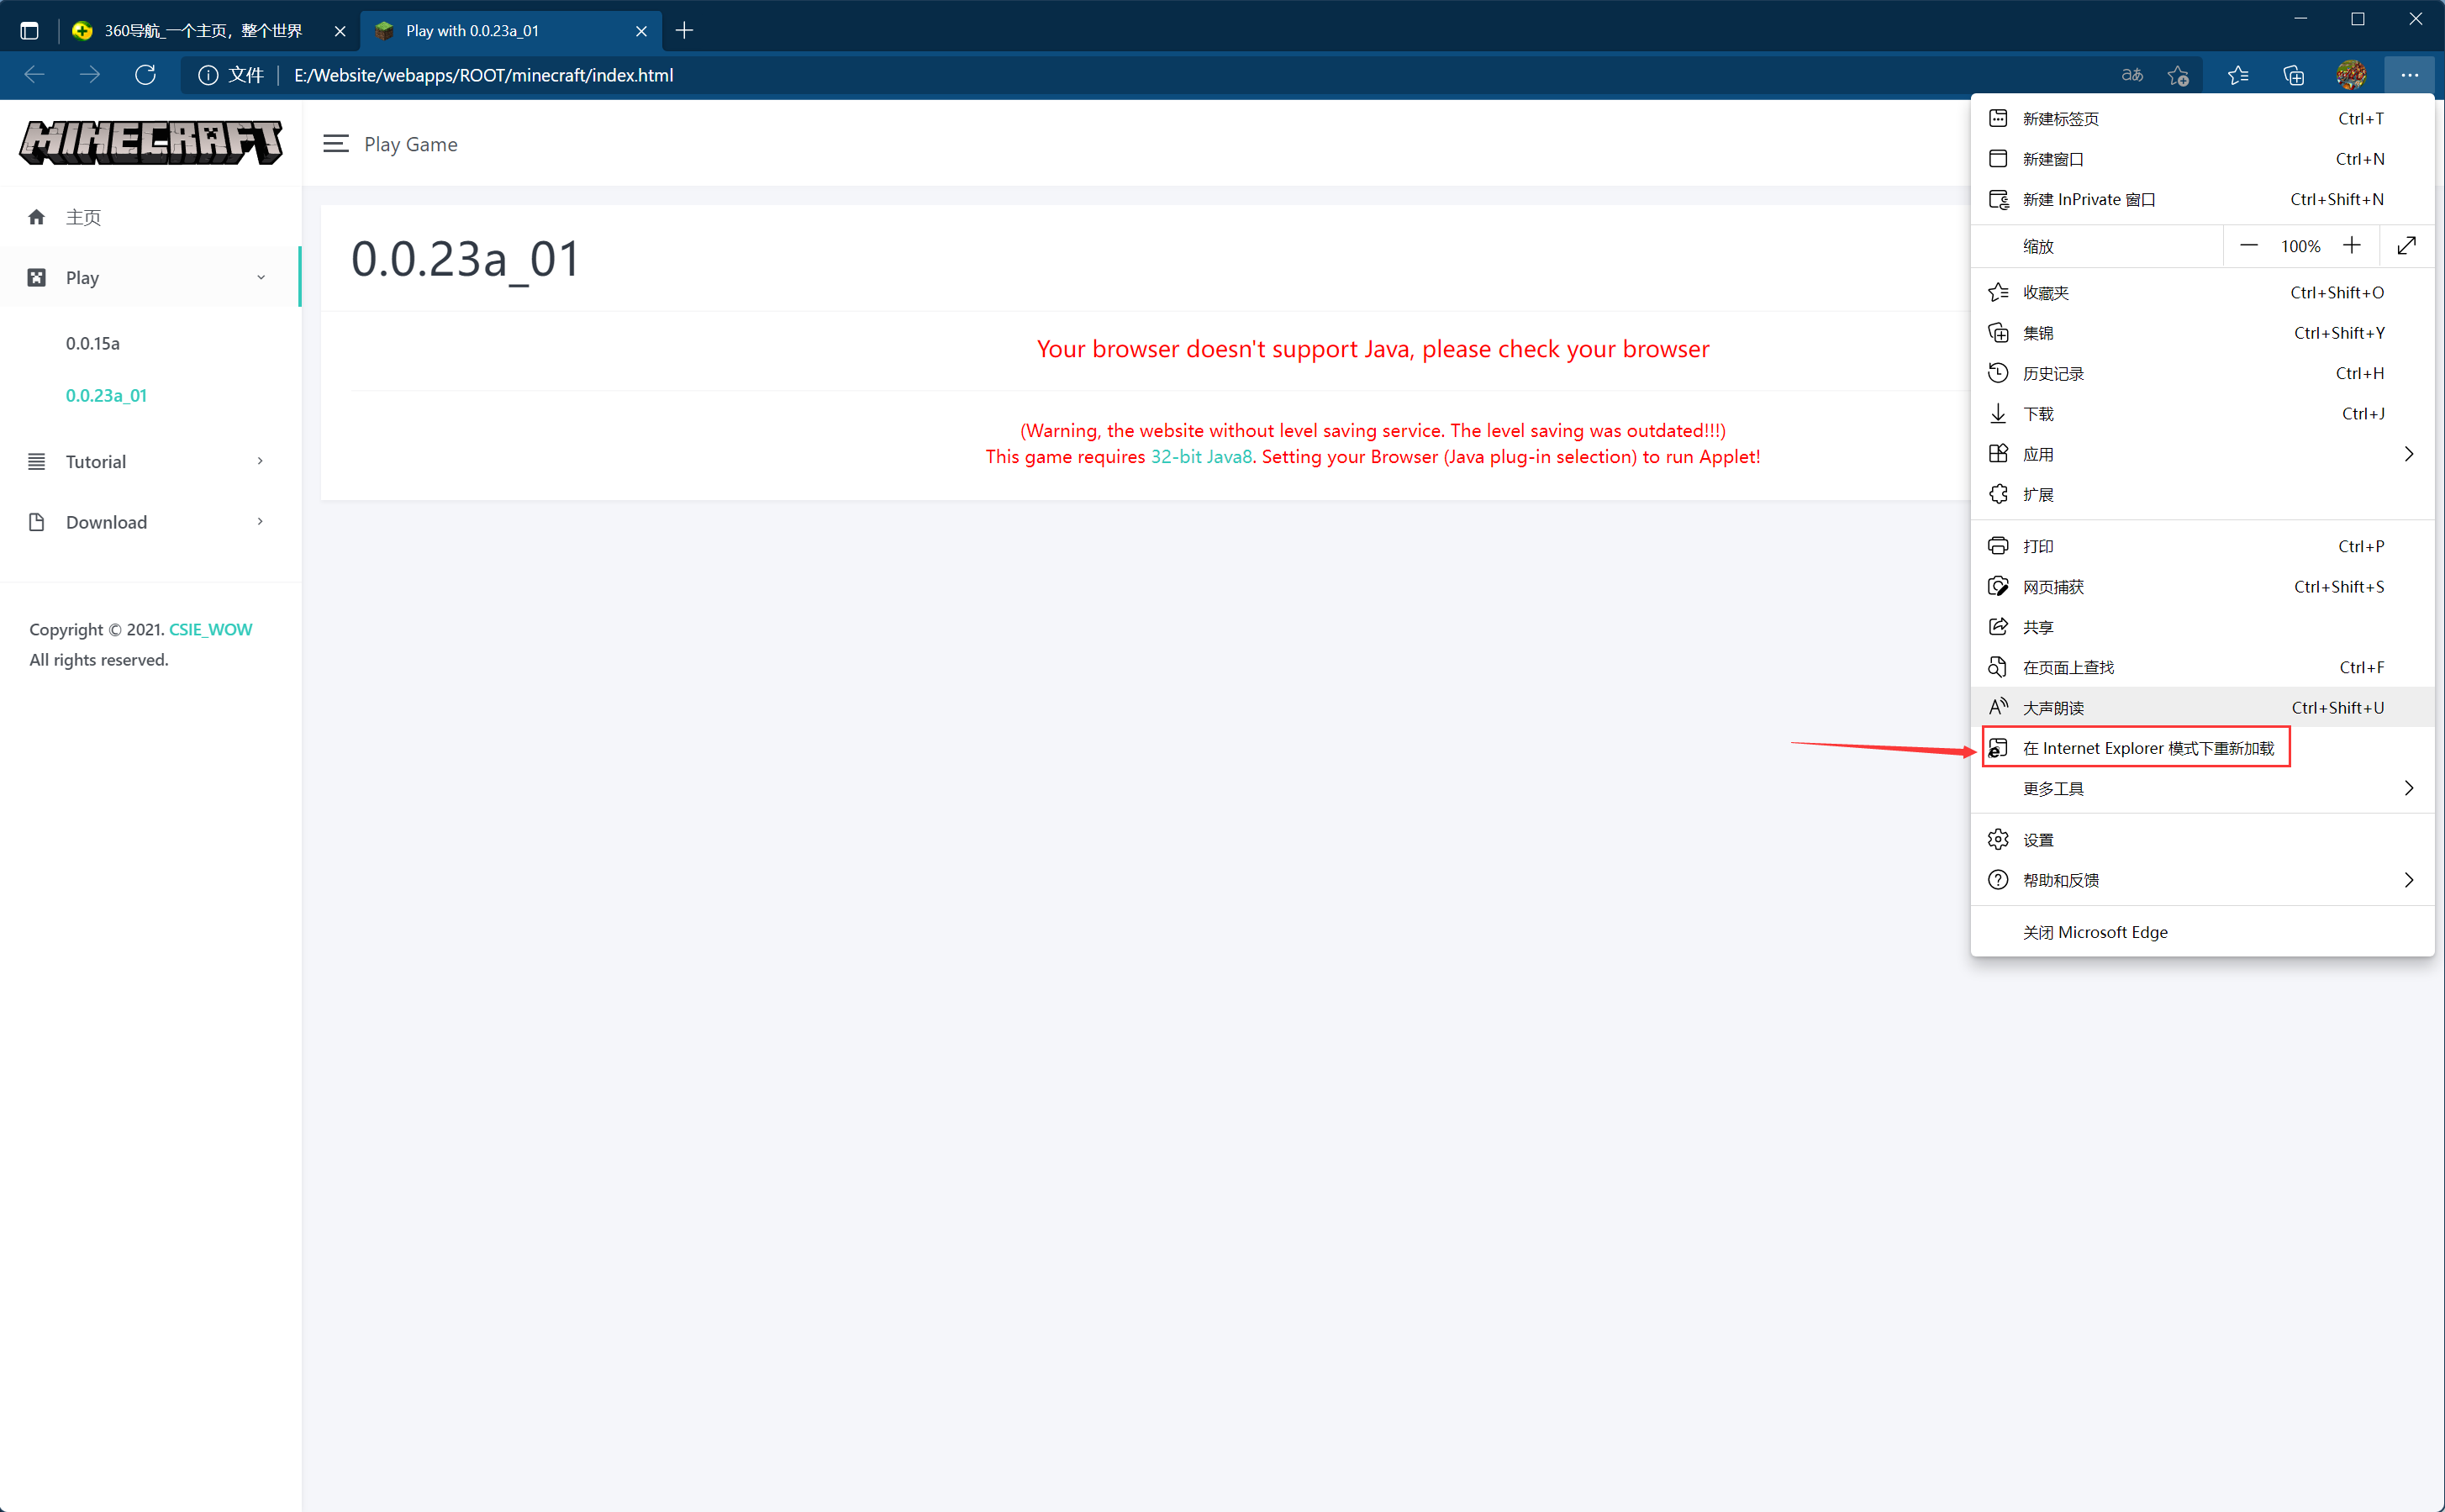 360导航_一个主页，整个世界
Play with 0.0.23a_01
文件 E:/Website/webapps/ROOT/minecraft/index.html
aあ
MINECRAFT
Play Game
主页
Play
0.0.15a
0.0.23a_01
Tutorial
Download
Copyright © 2021. CSIE_WOW
All rights reserved.
0.0.23a_01
Your browser doesn't support Java, please check your browser
(Warning, the website without level saving service. The level saving was outdated!!!)
This game requires 32-bit Java8. Setting your Browser (Java plug-in selection) to run Applet!
新建标签页 Ctrl+T
新建窗口 Ctrl+N
新建 InPrivate 窗口 Ctrl+Shift+N
缩放 100%
收藏夹 Ctrl+Shift+O
集锦 Ctrl+Shift+Y
历史记录 Ctrl+H
下载 Ctrl+J
应用
扩展
打印 Ctrl+P
网页捕获 Ctrl+Shift+S
共享
在页面上查找 Ctrl+F
大声朗读 Ctrl+Shift+U
在 Internet Explorer 模式下重新加载
更多工具
设置
帮助和反馈
关闭 Microsoft Edge